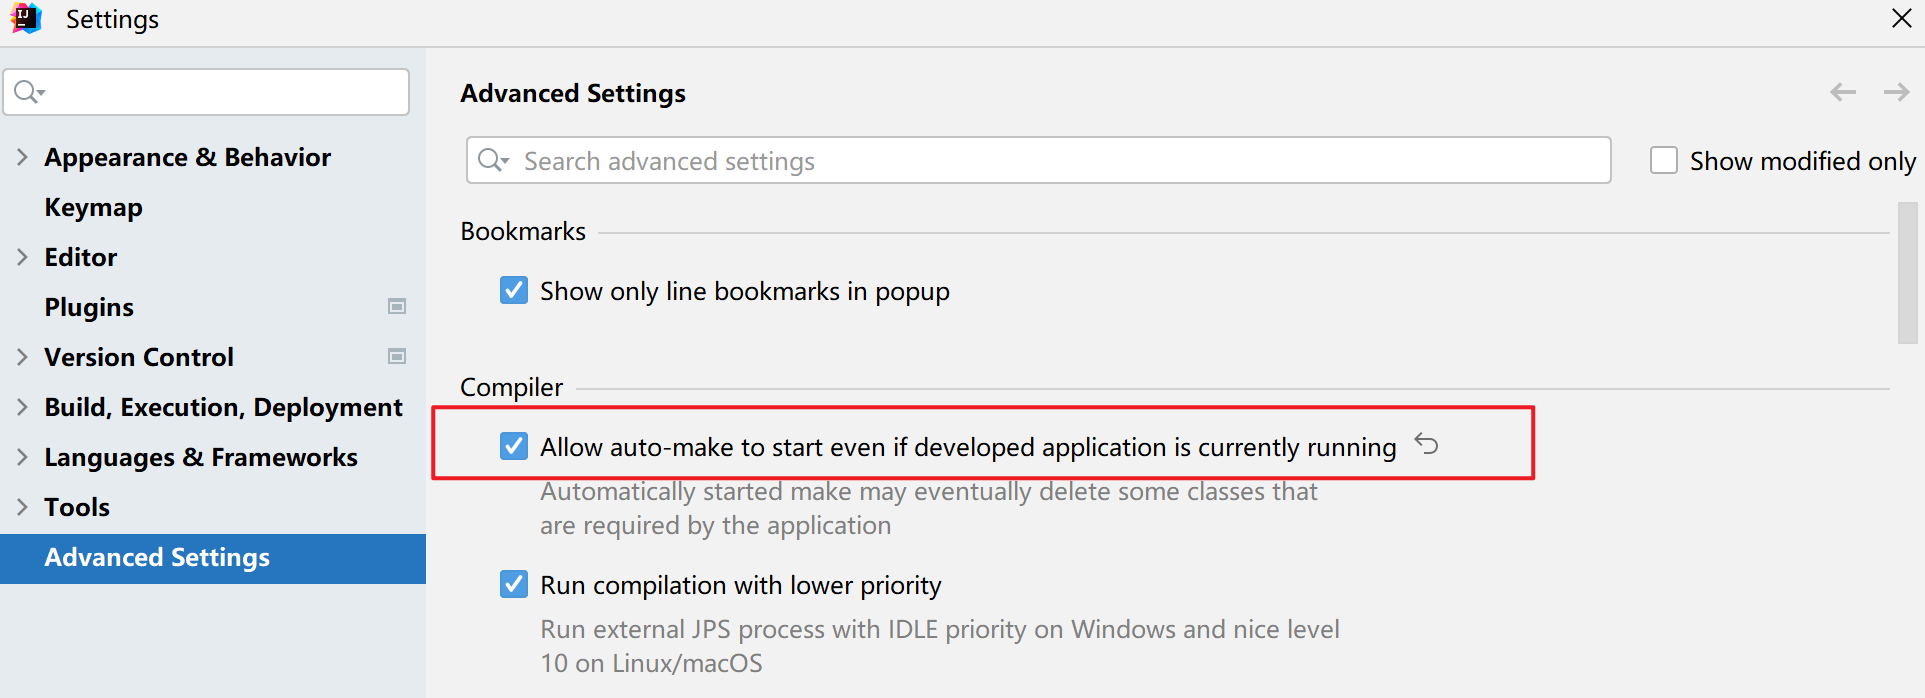 IJ
Settings
Appearance & Behavior
Keymap
Editor
Plugins
Version Control
Build, Execution, Deployment
Languages & Frameworks
Tools
Advanced Settings
Advanced Settings
Search advanced settings
Show modified only
Bookmarks
Show only line bookmarks in popup
Compiler
Allow auto-make to start even if developed application is currently running
Automatically started make may eventually delete some classes that
are required by the application
Run compilation with lower priority
Run external JPS process with IDLE priority on Windows and nice level
10 on Linux/macOS